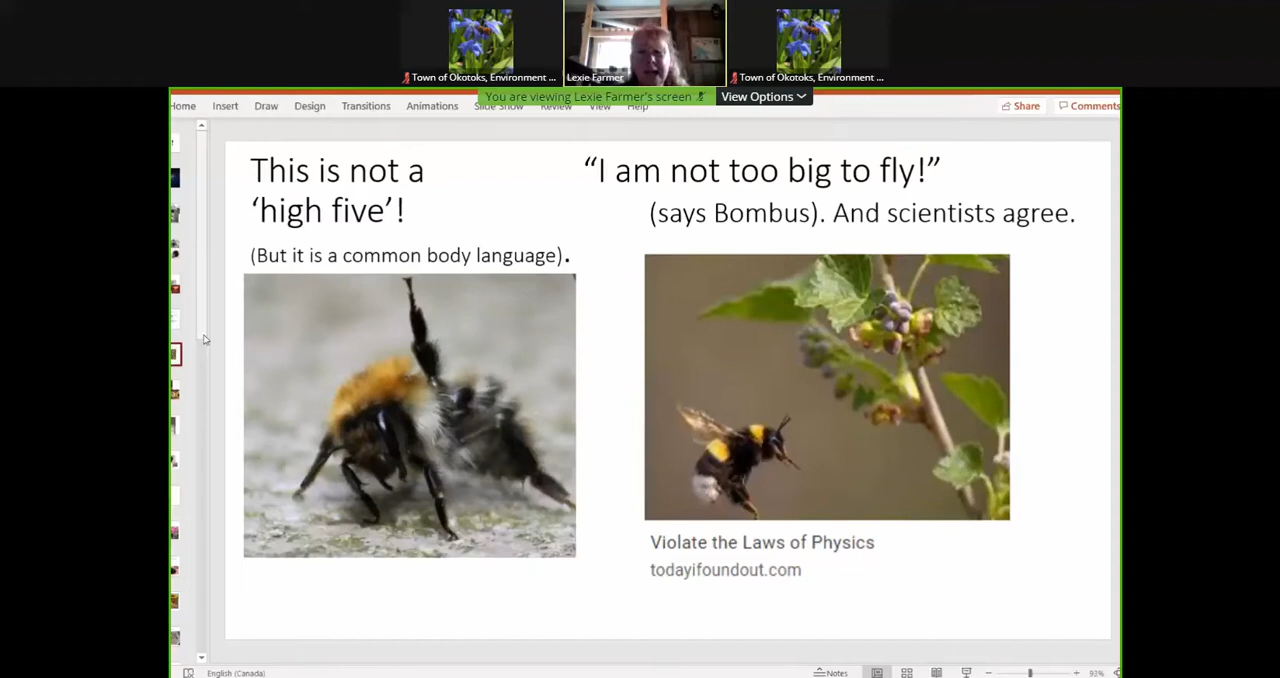 Town of Okotoks, Environment ...
Lexie Farmer
Town of Okotoks, Environment ...
You are viewing Lexie Farmer's screen
View Options
Home Insert Draw Design Transitions Animations Slide Show Review View Help
Share
Comments
This is not a
‘high five’!
(But it is a common body language).
“I am not too big to fly!”
(says Bombus). And scientists agree.
Violate the Laws of Physics
todayifoundout.com
English (Canada)
Notes
93%